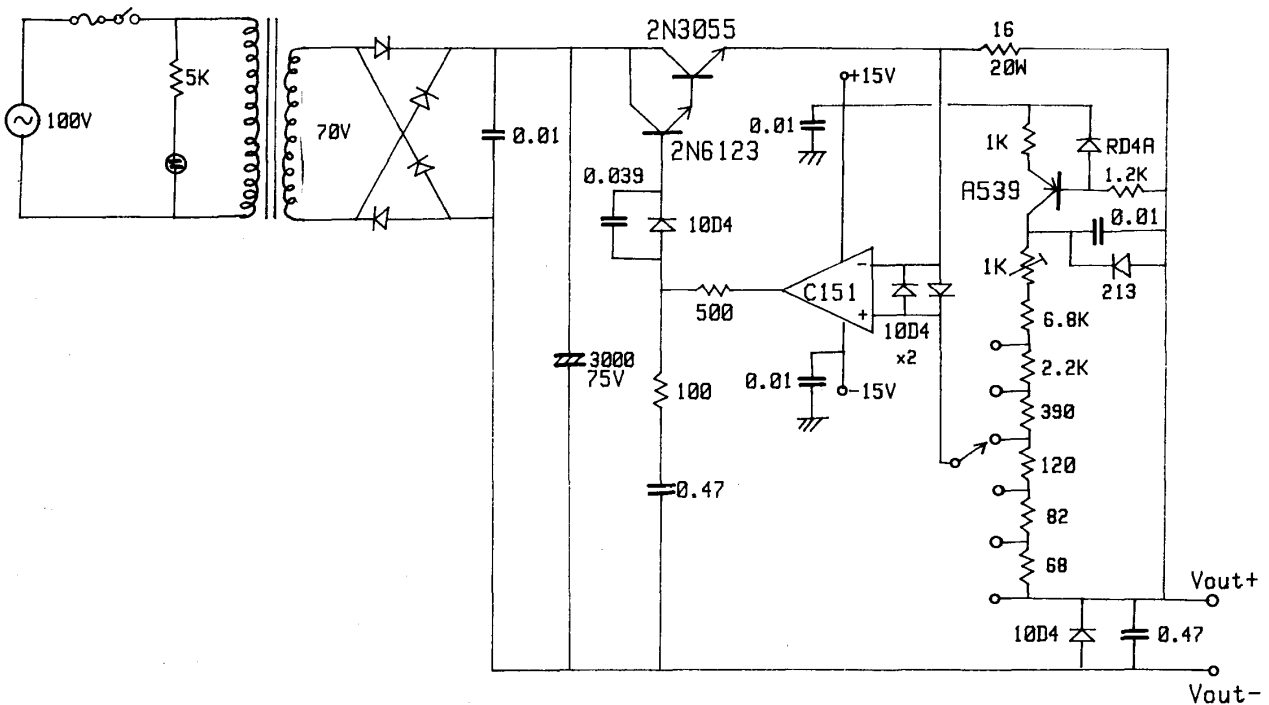 2N3055
16
20W
5K
100V
70V
0.01
2N6123
+15V
0.01
1K
RD4A
1.2K
A539
0.039
10D4
0.01
C151
-
+
1K
213
500
10D4
x2
6.8K
3000
75V
0.01
-15V
2.2K
100
390
120
0.47
82
68
Vout+
10D4
0.47
Vout-